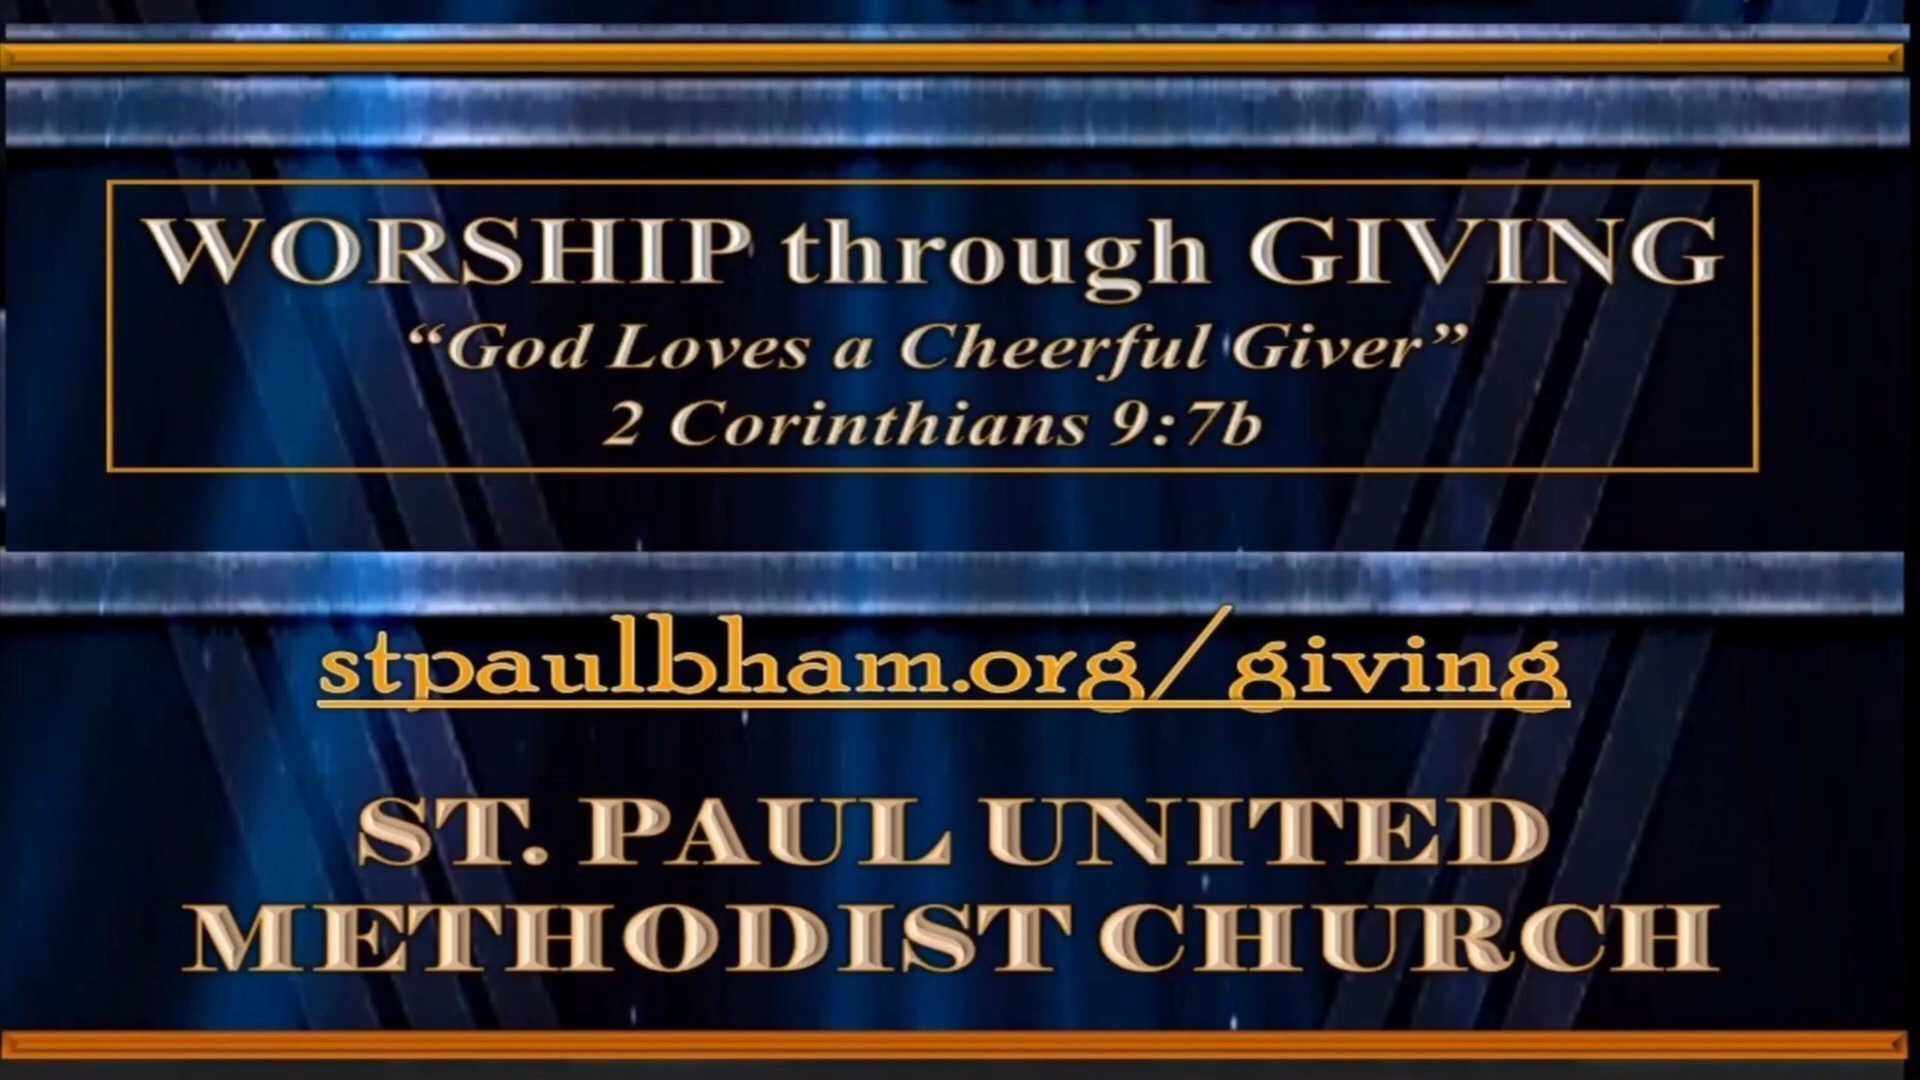 WORSHIP through GIVING
“God Loves a Cheerful Giver”
2 Corinthians 9:7b
stpaulbham.org/giving
ST. PAUL UNITED
METHODIST CHURCH